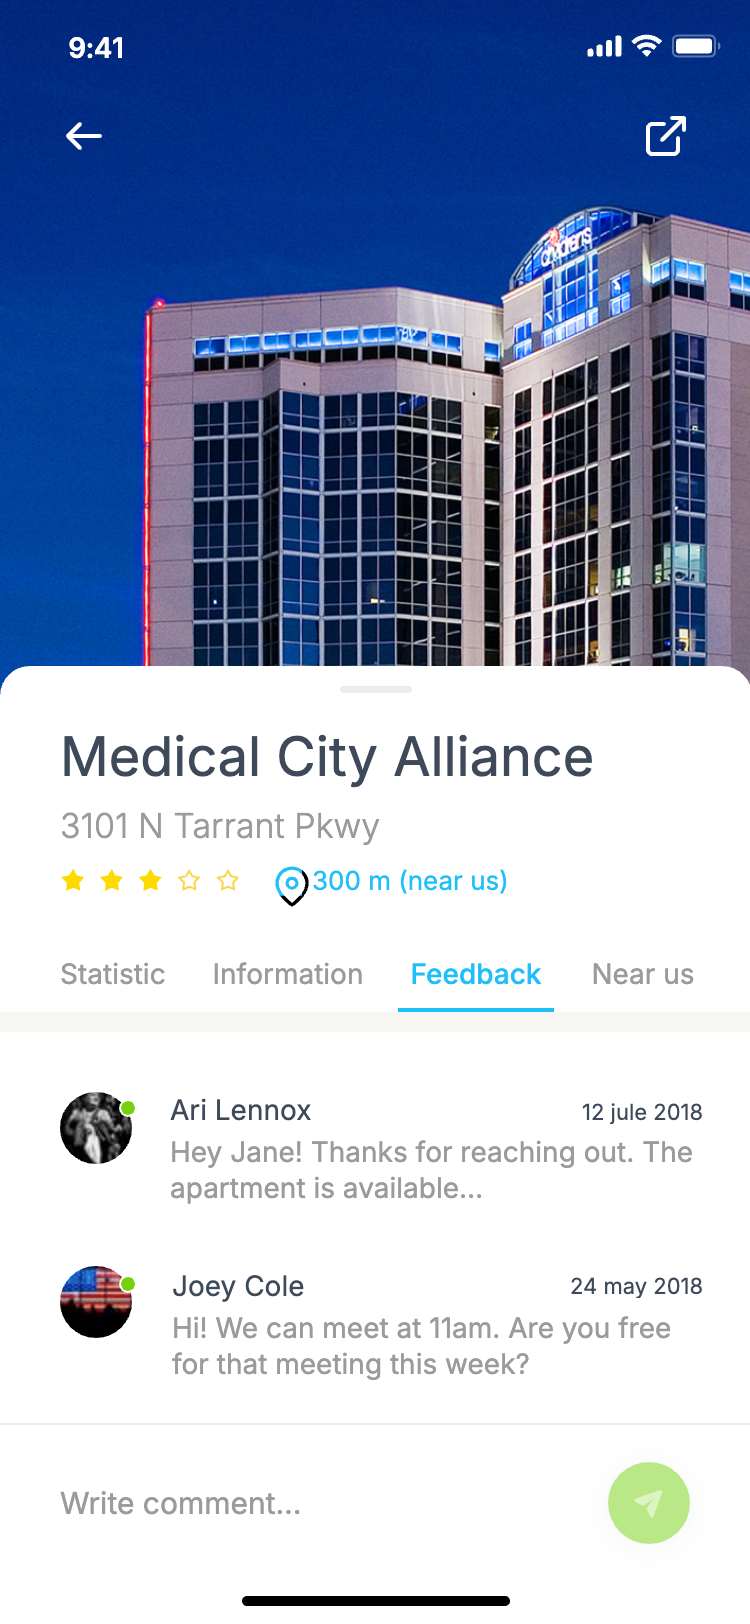 9:41
Children's
Medical City Alliance
3101 N Tarrant Pkwy
300 m (near us)
Statistic Information Feedback Near us
Ari Lennox 12 jule 2018
Hey Jane! Thanks for reaching out. The
apartment is available...
Joey Cole 24 may 2018
Hi! We can meet at 11am. Are you free
for that meeting this week?
Write comment...